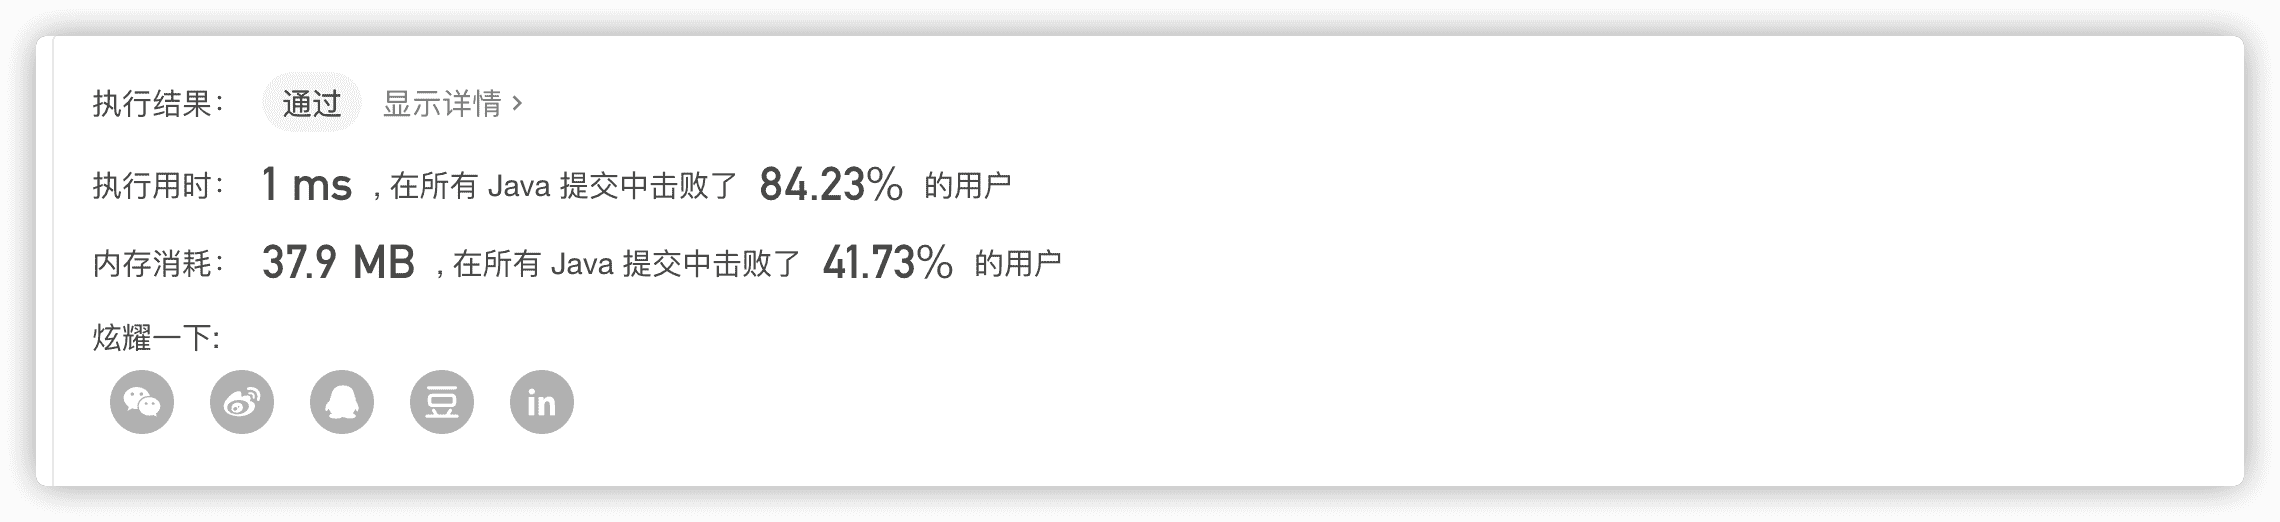 执行结果： 通过 显示详情 >
执行用时： 1 ms , 在所有 Java 提交中击败了 84.23% 的用户
内存消耗： 37.9 MB , 在所有 Java 提交中击败了 41.73% 的用户
炫耀一下:
豆 in